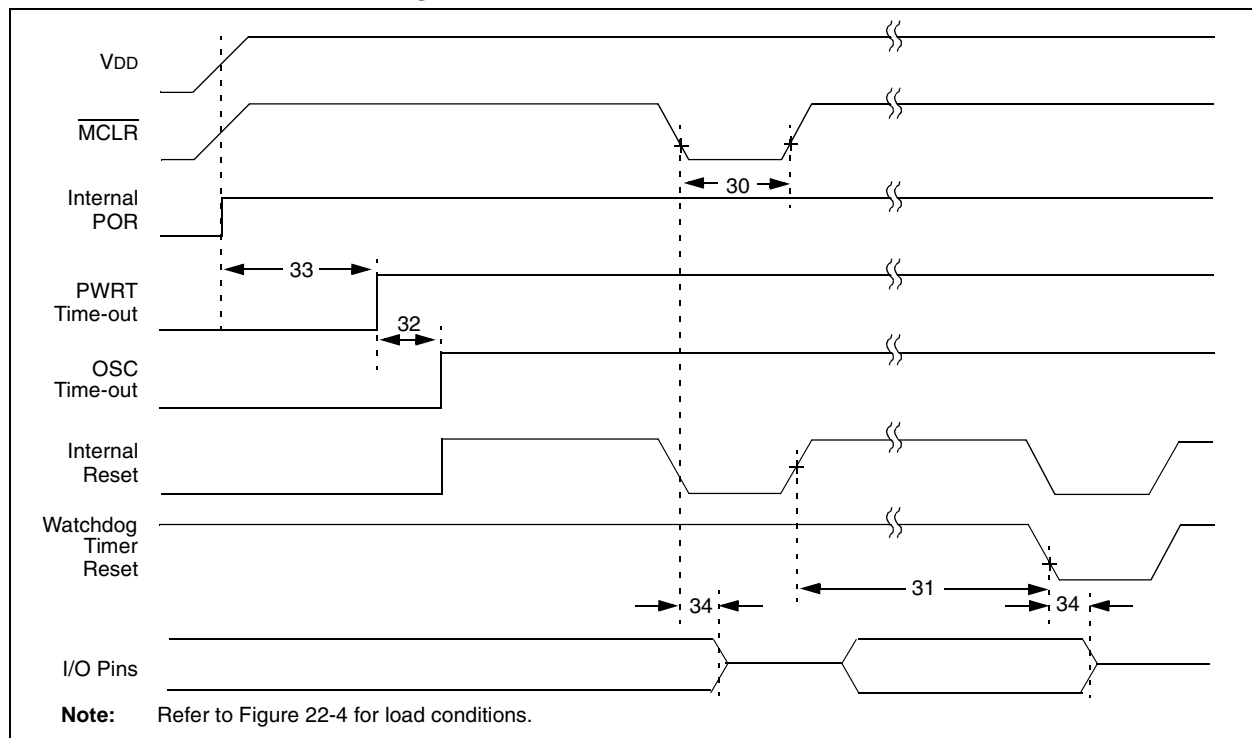 VDD
MCLR
30
Internal
POR
33
PWRT
Time-out
32
OSC
Time-out
Internal
Reset
Watchdog
Timer
Reset
31
34
34
I/O Pins
Note: Refer to Figure 22-4 for load conditions.